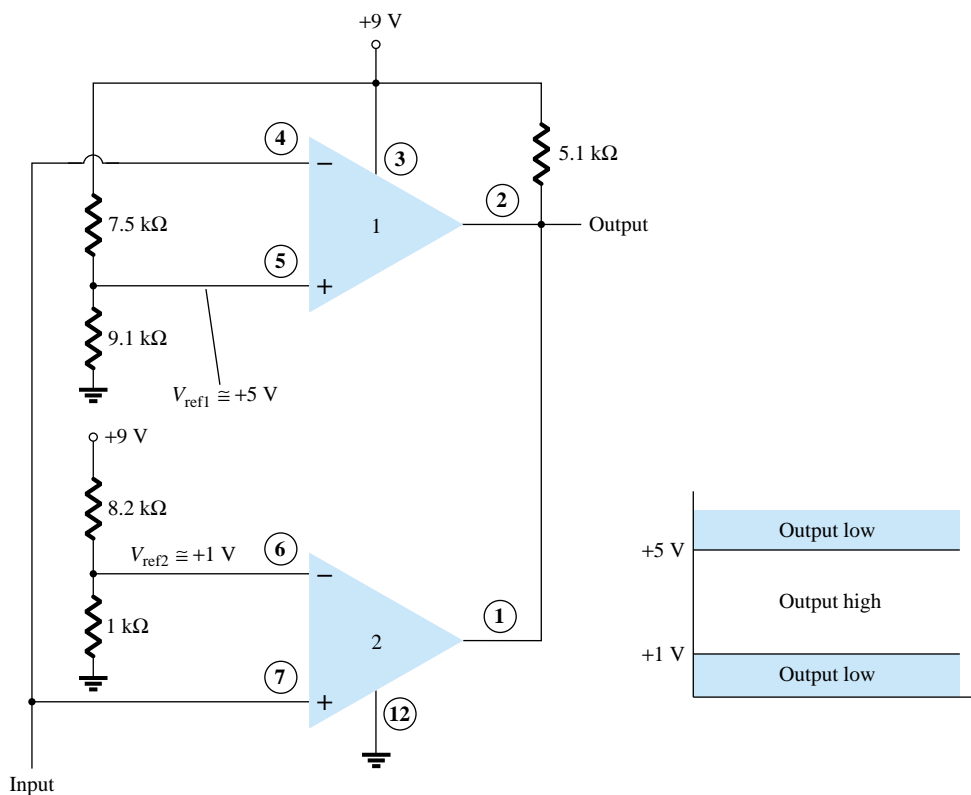 +9 V
4
3
5.1 kΩ
−
2
1
Output
7.5 kΩ
5
+
9.1 kΩ
Vref1 ≅ +5 V
+9 V
8.2 kΩ
Vref2 ≅ +1 V
6
−
Output low
+5 V
Output high
1 kΩ
1
2
+1 V
Output low
7
+
12
Input